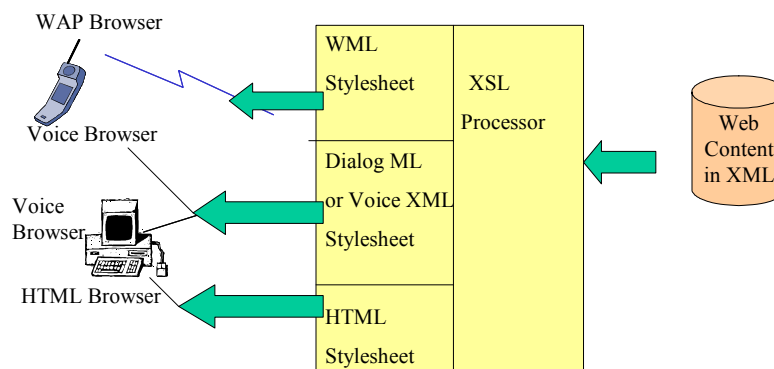 WAP Browser
Voice Browser
Voice
Browser
HTML Browser
WML
Stylesheet
Dialog ML
or Voice XML
Stylesheet
HTML
Stylesheet
XSL
Processor
Web
Content
in XML